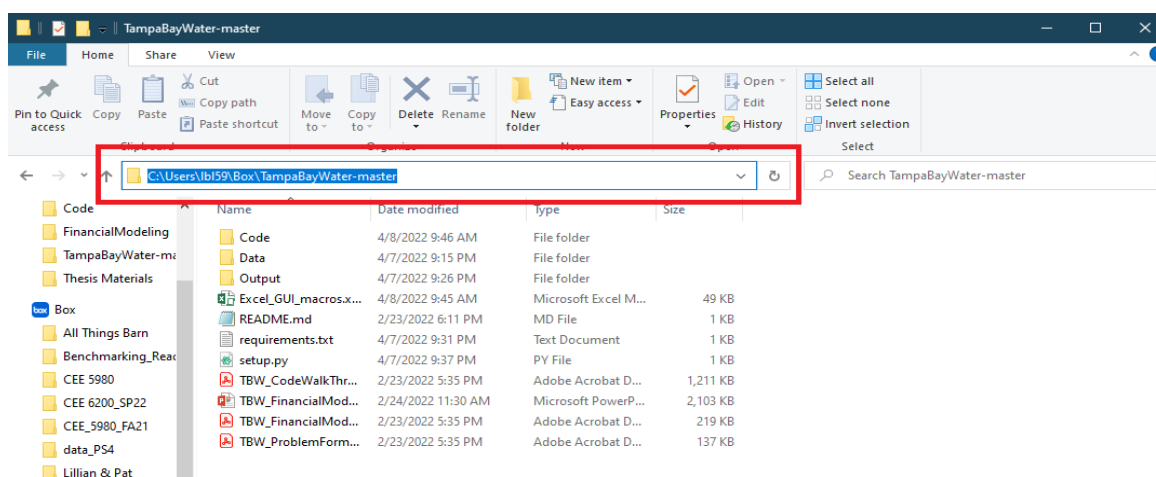 TampaBayWater-master
File Home Share View
Pin to Quick access
Copy
Paste
Cut
Copy path
Paste shortcut
Clipboard
Move to
Copy to
Delete
Rename
Organize
New folder
New item
Easy access
New
Properties
Open
Edit
History
Open
Select all
Select none
Invert selection
Select
C:\Users\lbl59\Box\TampaBayWater-master
Search TampaBayWater-master
Code
FinancialModeling
TampaBayWater-ma
Thesis Materials
box Box
All Things Barn
Benchmarking_Read
CEE 5980
CEE 6200_SP22
CEE_5980_FA21
data_PS4
Lillian & Pat
Name Date modified Type Size
Code 4/8/2022 9:46 AM File folder
Data 4/7/2022 9:15 PM File folder
Output 4/7/2022 9:26 PM File folder
Excel_GUI_macros.x... 4/8/2022 9:45 AM Microsoft Excel M... 49 KB
README.md 2/23/2022 6:11 PM MD File 1 KB
requirements.txt 4/7/2022 9:31 PM Text Document 1 KB
setup.py 4/7/2022 9:37 PM PY File 1 KB
TBW_CodeWalkThr... 2/23/2022 5:35 PM Adobe Acrobat D... 1,211 KB
TBW_FinancialMod... 2/24/2022 11:30 AM Microsoft PowerP... 2,103 KB
TBW_FinancialMod... 2/23/2022 5:35 PM Adobe Acrobat D... 219 KB
TBW_ProblemForm... 2/23/2022 5:35 PM Adobe Acrobat D... 137 KB